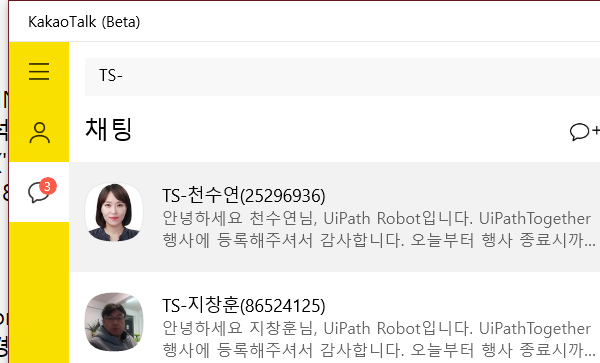 KakaoTalk (Beta)
TS-
채팅
3
TS-천수연(25296936)
안녕하세요 천수연님, UiPath Robot입니다. UiPathTogether
행사에 등록해주셔서 감사합니다. 오늘부터 행사 종료시까...
TS-지창훈(86524125)
안녕하세요 지창훈님, UiPath Robot입니다. UiPathTogether
행사에 등록해주셔서 감사합니다. 오늘부터 행사 종료시까...